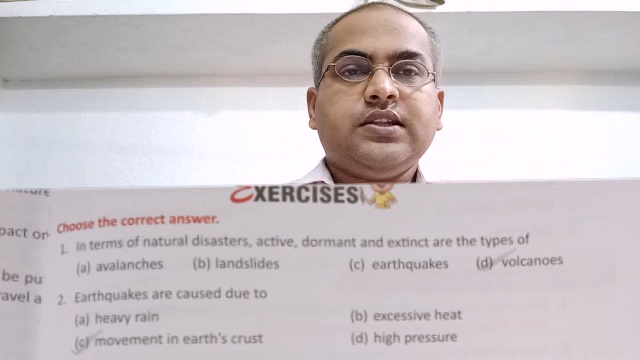 EXERCISES
Choose the correct answer.
1. In terms of natural disasters, active, dormant and extinct are the types of
(a) avalanches (b) landslides (c) earthquakes (d) volcanoes
2. Earthquakes are caused due to
(a) heavy rain (b) excessive heat
(c) movement in earth's crust (d) high pressure
be pu